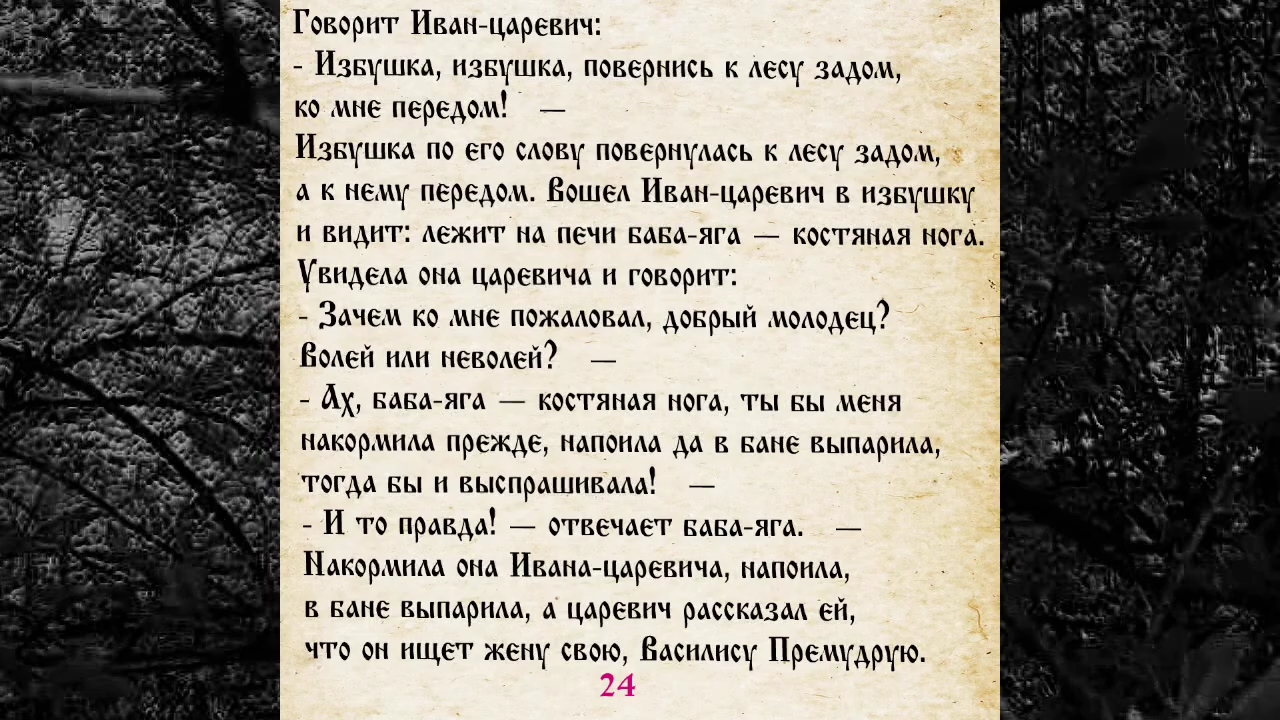 Говорит Иван-царевич:
- Избушка, избушка, повернись к лесу задом,
ко мне передом! —
Избушка по его слову повернулась к лесу задом,
а к нему передом. Вошел Иван-царевич в избушку
и видит: лежит на печи баба-яга — костяная нога.
Увидела она царевича и говорит:
- Зачем ко мне пожаловал, добрый молодец?
Волей или неволей? —
- Ах, баба-яга — костяная нога, ты бы меня
накормила прежде, напоила да в бане выпарила,
тогда бы и выспрашивала! —
- И то правда! — отвечает баба-яга. —
Накормила она Ивана-царевича, напоила,
в бане выпарила, а царевич рассказал ей,
что он ищет жену свою, Василису Премудрую.
24